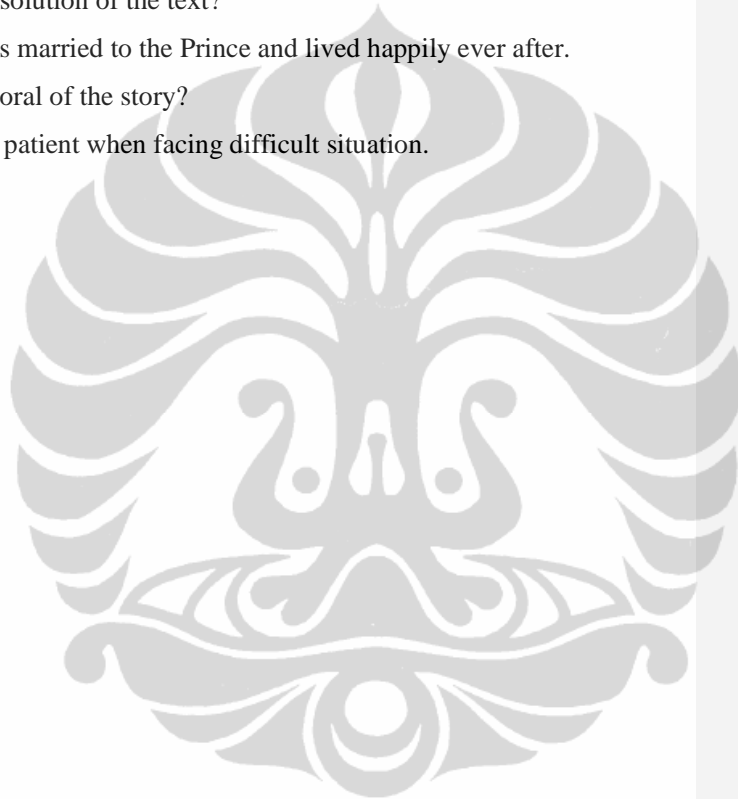 solution of the text?
s married to the Prince and lived happily ever after.
oral of the story?
patient when facing difficult situation.